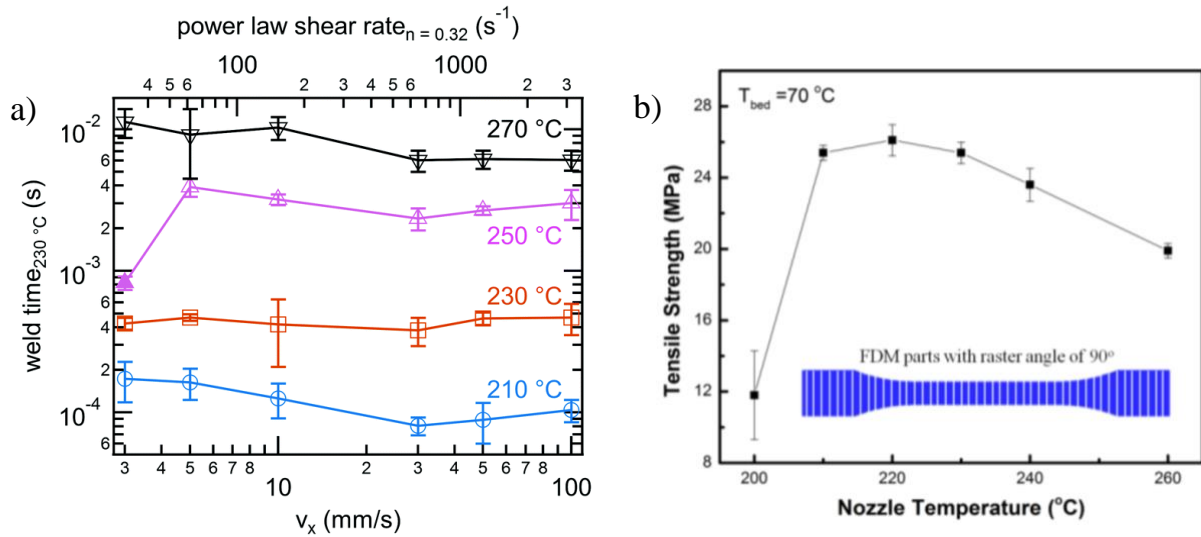 a)
power law shear rate n = 0.32 (s-1)
4 5 6 100 2 3 4 5 6 1000 2 3
weld time 230 °C (s)
10-2
6
4
2
10-3
6
4
2
10-4
6
270 °C
250 °C
230 °C
210 °C
3 4 5 6 7 8 10 2 3 4 5 6 7 8 100
vx (mm/s)
b)
Tbed =70 °C
Tensile Strength (MPa)
28
24
20
16
12
8
FDM parts with raster angle of 90o
200 220 240 260
Nozzle Temperature (oC)